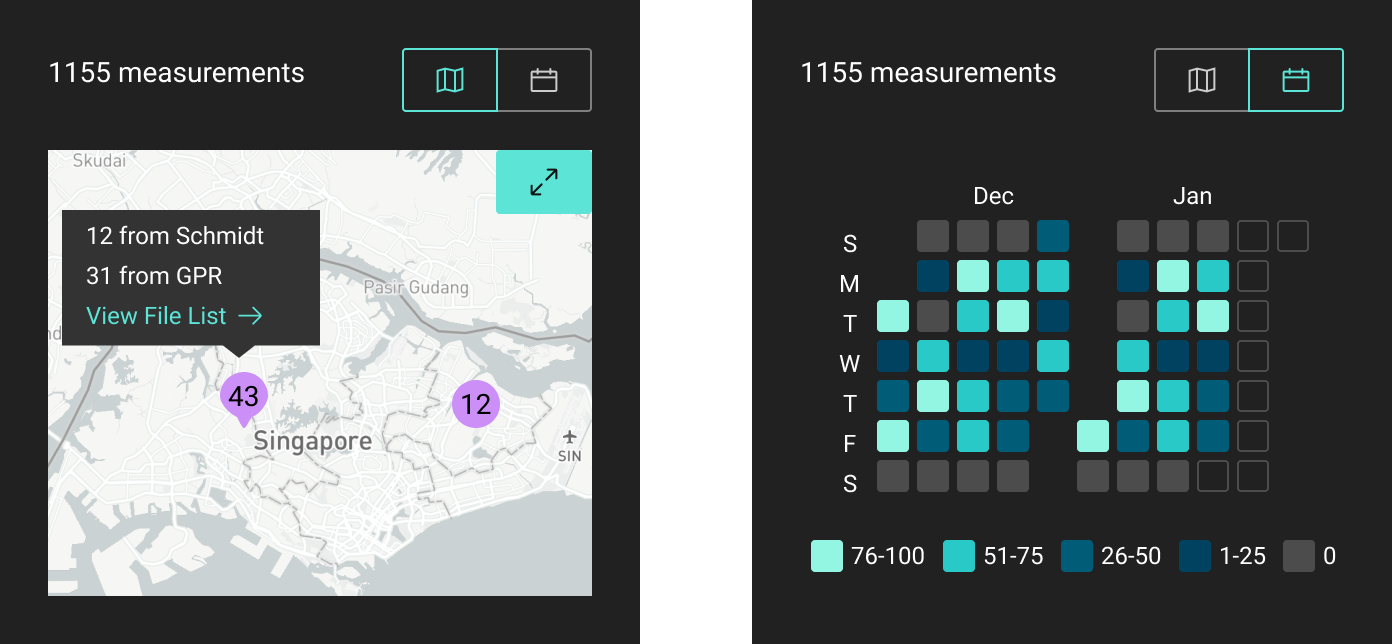 1155 measurements
Skudai
12 from Schmidt
31 from GPR
View File List →
Pasir Gudang
43
12
Singapore
SIN
1155 measurements
Dec Jan
S
M
T
W
T
F
S
76-100 51-75 26-50 1-25 0